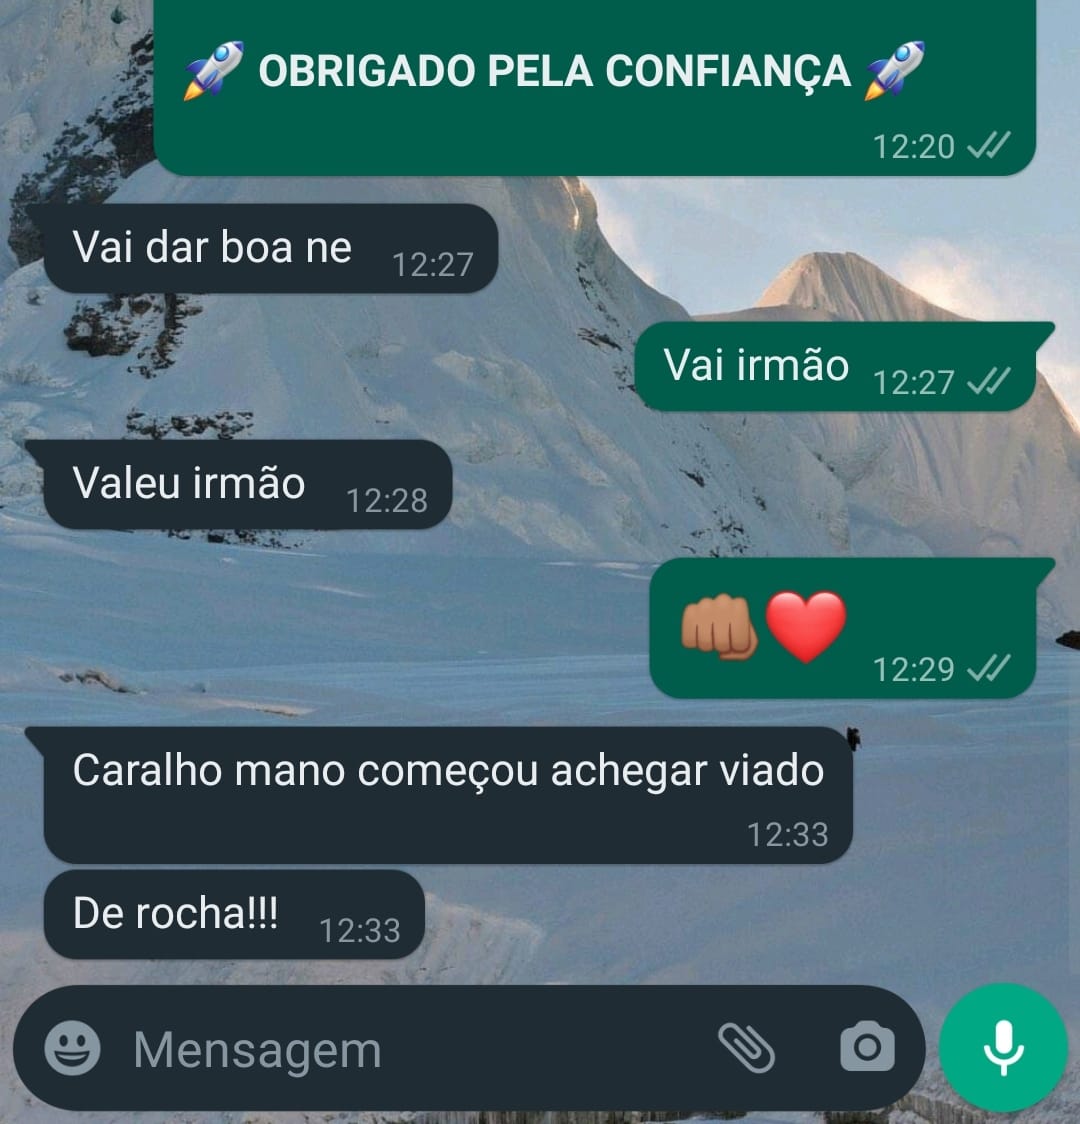 🚀 OBRIGADO PELA CONFIANÇA 🚀
12:20
Vai dar boa ne 12:27
Vai irmão 12:27
Valeu irmão 12:28
👊🏽❤️ 12:29
Caralho mano começou achegar viado
12:33
De rocha!!! 12:33
Mensagem